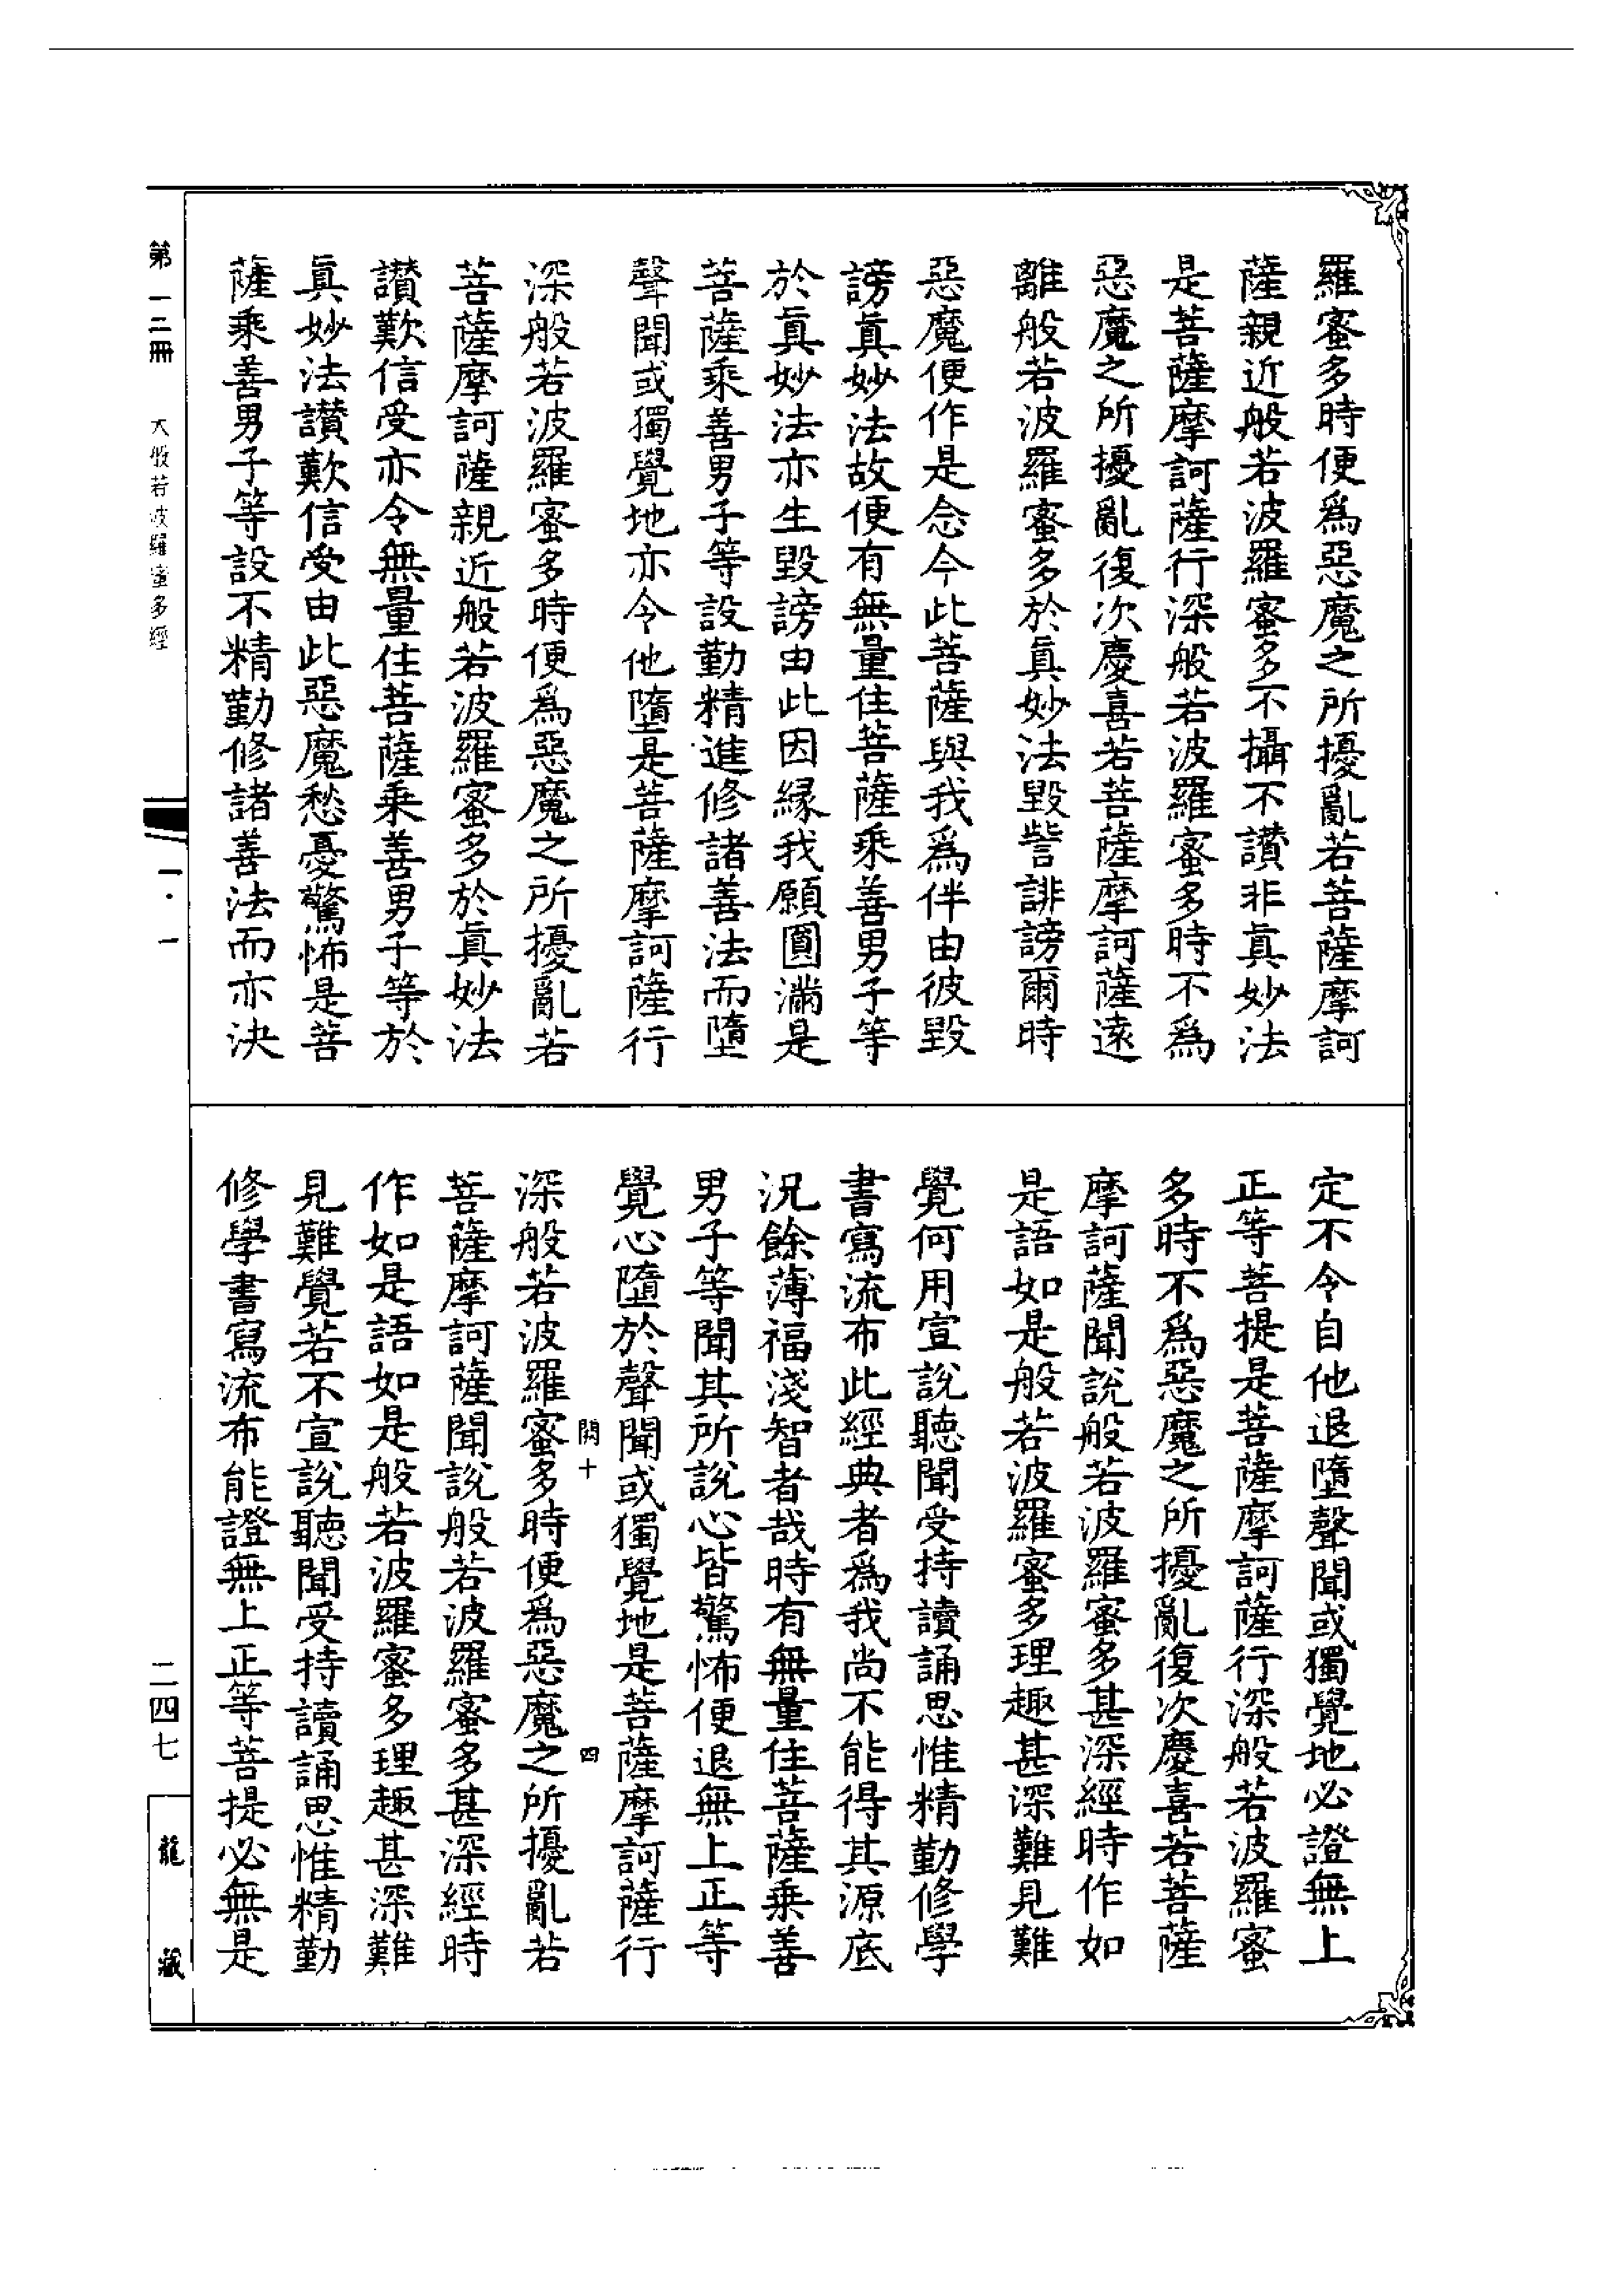 羅蜜多時便爲惡魔之所擾亂若菩薩摩訶
薩親近般若波羅蜜多不攝不讚非真妙法
是菩薩摩訶薩行深般若波羅蜜多時不爲
惡魔之所擾亂復次慶喜若菩薩摩訶薩遠
離般若波羅蜜多於真妙法毀訾誹謗爾時
惡魔便作是念今此菩薩與我爲伴由彼毀
謗真妙法故便有無量住菩薩乘善男子等
於真妙法亦生毀謗由此因緣我願圓滿是
菩薩乘善男子等設勤精進修諸善法而墮
聲聞或獨覺地亦令他墮是菩薩摩訶薩行
深般若波羅蜜多時便爲惡魔之所擾亂若
菩薩摩訶薩親近般若波羅蜜多於真妙法
讚歎信受亦令無量住菩薩乘善男子等於
真妙法讚歎信受由此惡魔愁憂驚怖是菩
薩乘善男子等設不精勤修諸善法而亦決
定不令自他退墮聲聞或獨覺地必證無上
正等菩提是菩薩摩訶薩行深般若波羅蜜
多時不爲惡魔之所擾亂復次慶喜若菩薩
摩訶薩聞說般若波羅蜜多甚深經時作如
是語如是般若波羅蜜多理趣甚深難見難
覺何用宣說聽聞受持讀誦思惟精勤修學
書寫流布此經典者爲我尚不能得其源底
況餘薄福淺智者哉時有無量住菩薩乘善
男子等聞其所說心皆驚怖便退無上正等
覺心墮於聲聞或獨覺地是菩薩摩訶薩行
闕十 四
深般若波羅蜜多時便爲惡魔之所擾亂若
菩薩摩訶薩聞說般若波羅蜜多甚深經時
作如是語如是般若波羅蜜多理趣甚深難
見難覺若不宣說聽聞受持讀誦思惟精勤
修學書寫流布能證無上正等菩提必無是
第一三冊 大般若波羅蜜多經 一·一 二四七 龍藏